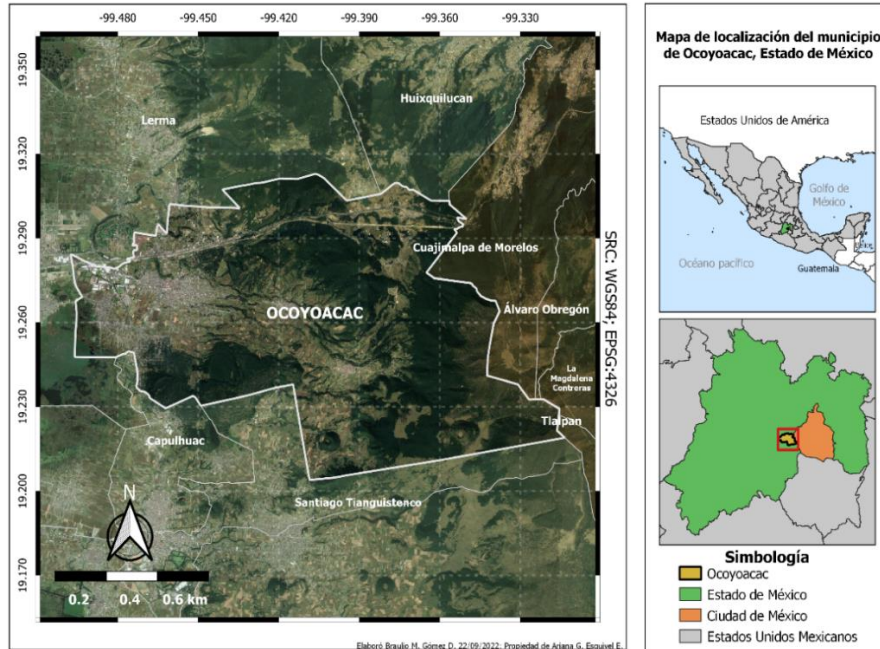 -99.480 -99.450 -99.420 -99.390 -99.360 -99.330
19.350
19.320
19.290
19.260
19.230
19.200
19.170
Huixquilucan
Lerma
Cuajimalpa de Morelos
OCOYOACAC
Álvaro Obregón
La
Magdalena
Contreras
Tlalpan
Capulhuac
Santiago Tianguistenco
N
0.2 0.4 0.6 km
SRC: WGS84; EPSG:4326
Elaboró Braulio M. Gómez D. 22/09/2022; Propiedad de Ariana G. Esquivel E.
Mapa de localización del municipio
de Ocoyoacac, Estado de México
Estados Unidos de América
Golfo de
México
Océano pacífico
Guatemala
Simbología
Ocoyoacac
Estado de México
Ciudad de México
Estados Unidos Mexicanos